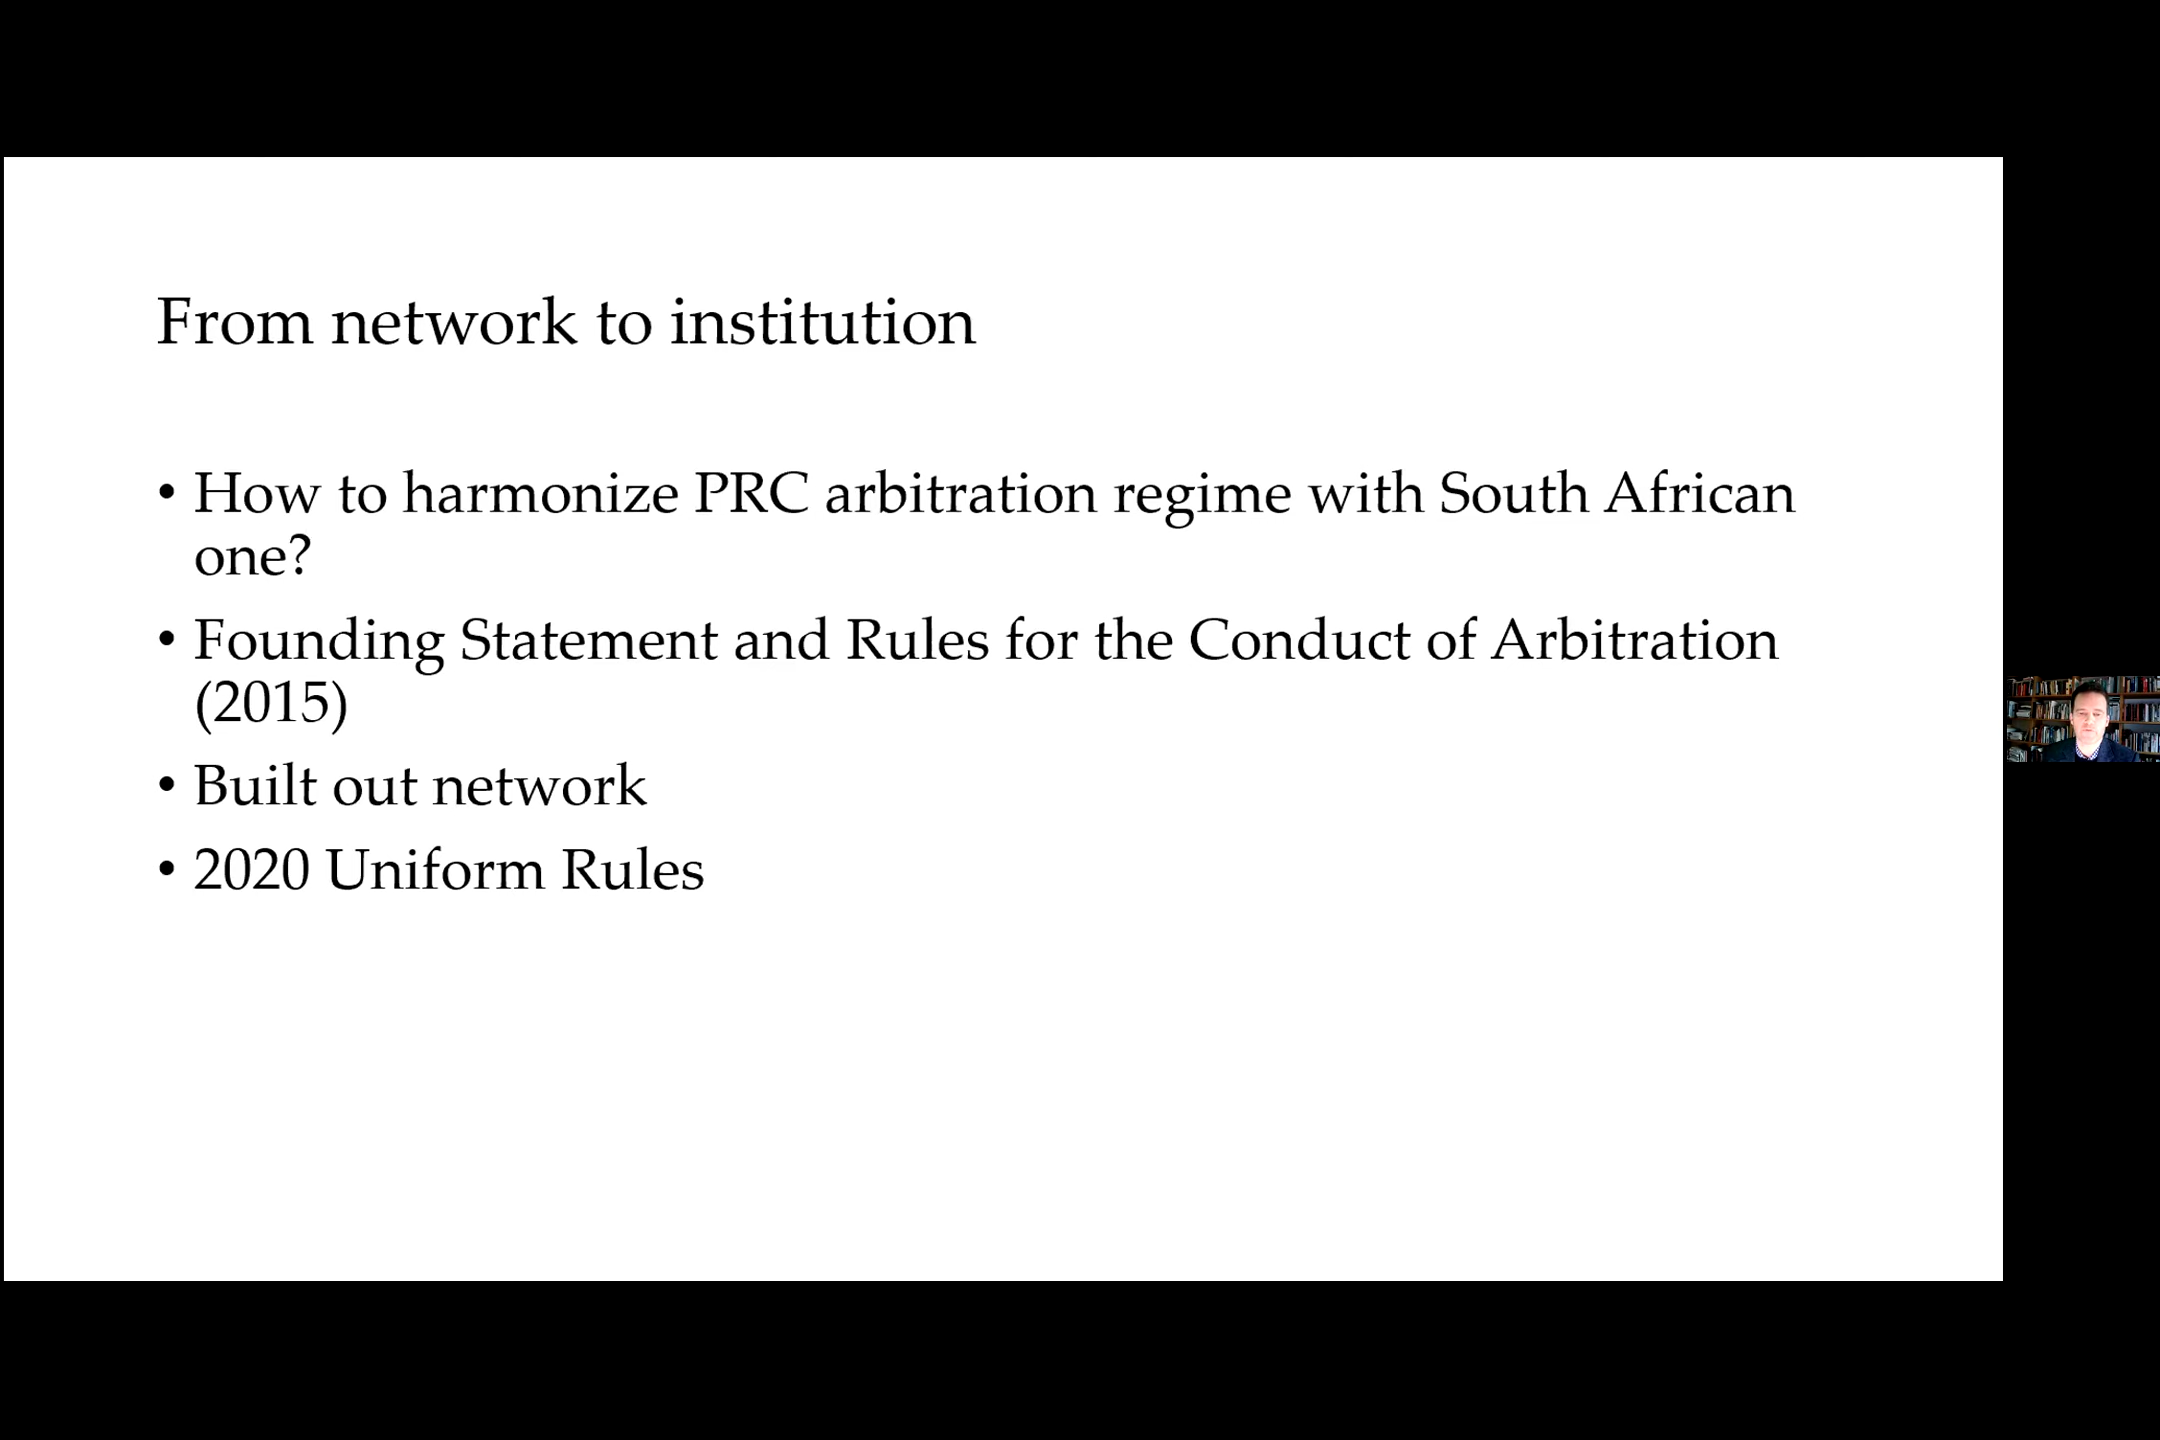 From network to institution
• How to harmonize PRC arbitration regime with South African
one?
• Founding Statement and Rules for the Conduct of Arbitration
(2015)
• Built out network
• 2020 Uniform Rules